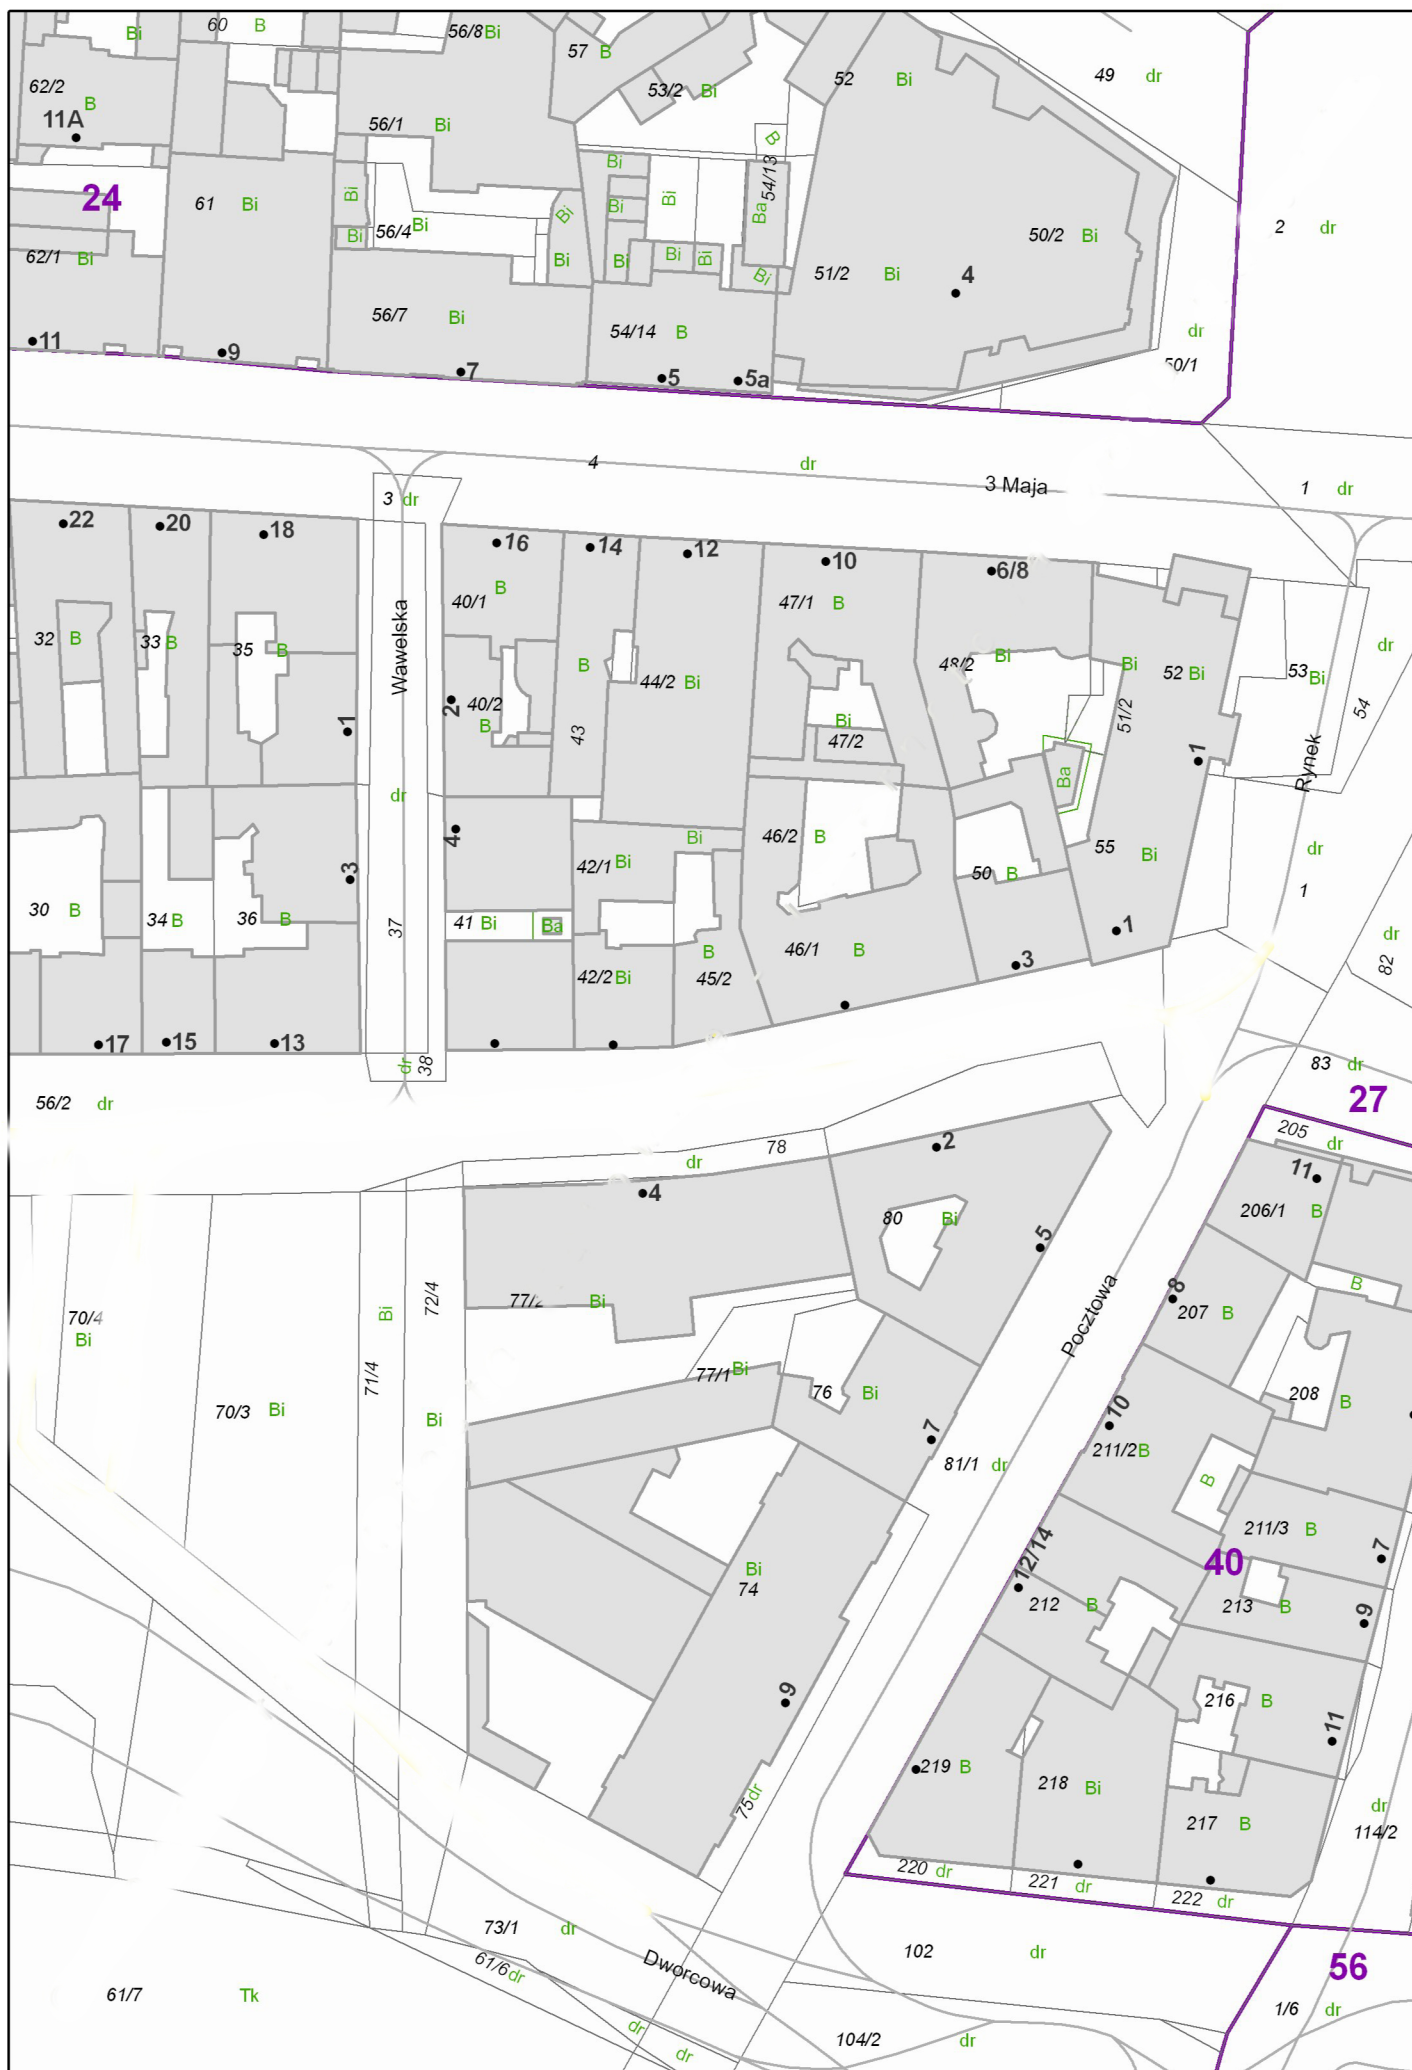 60 B
Bi
56/8 Bi
57 B
53/2 Bi
52 Bi
49 dr
62/2
B
11A
56/1 Bi
B
54/13
Ba
24
61 Bi
Bi
Bi
56/4 Bi
Bi
Bi
Bi
Bi
Bi
Bi
Bi
Bi
Bi
50/2 Bi
2 dr
62/1 Bi
51/2 Bi
4
56/7 Bi
54/14 B
dr
50/1
11
9
7
5
5a
4
dr
3 Maja
1 dr
3 dr
22
20
18
16
14
12
10
6/8
40/1
B
47/1 B
32 B
33 B
35 B
Wawelska
B
44/2 Bi
48/2 Bi
Bi
51/2
52 Bi
53 Bi
dr
54
1
2
40/2
B
43
Bi
47/2
Ba
1
Rynek
dr
4
42/1 Bi
Bi
46/2 B
50 B
55 Bi
dr
1
3
30 B
34 B
36 B
37
41 Bi
Ba
42/2 Bi
B
45/2
46/1 B
3
1
dr
82
17
15
13
dr
38
56/2 dr
83 dr
27
78
dr
2
205
dr
4
80 Bi
5
11
206/1 B
70/4
Bi
Bi
72/4
77/2 Bi
Pocztowa
8
207 B
B
71/4
70/3 Bi
Bi
77/1 Bi
76 Bi
7
81/1 dr
10
211/2 B
208 B
B
211/3 B
7
40
Bi
74
12/14
212 B
213 B
9
9
216 B
11
219 B
218 Bi
217 B
75 dr
dr
114/2
220 dr
221 dr
222 dr
73/1 dr
61/6 dr
Dworcowa
102 dr
56
61/7 Tk
1/6 dr
dr
dr
104/2 dr